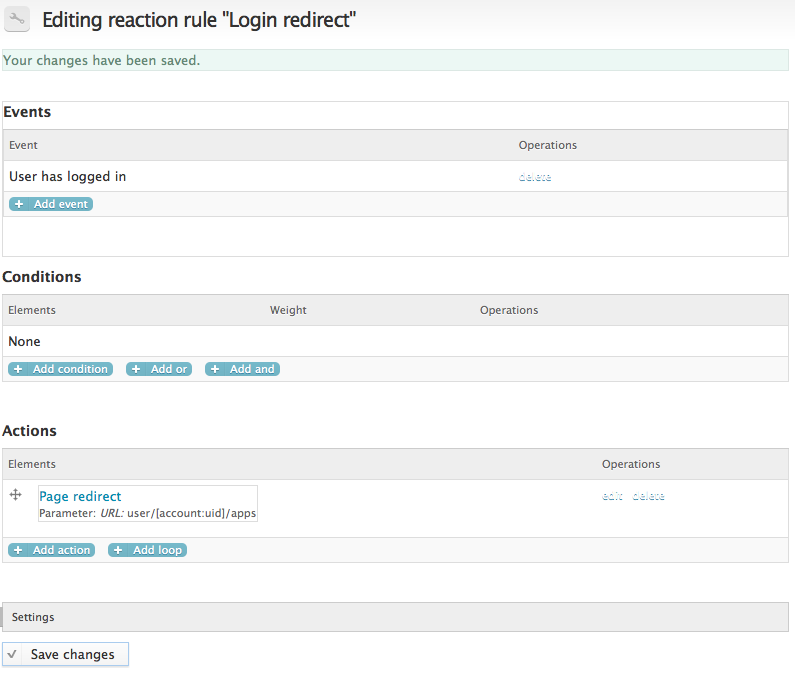 Editing reaction rule "Login redirect"
Your changes have been saved.
Events
Event Operations
User has logged in delete
+ Add event
Conditions
Elements Weight Operations
None
+ Add condition + Add or + Add and
Actions
Elements Operations
Page redirect edit delete
Parameter: URL: user/[account:uid]/apps
+ Add action + Add loop
Settings
Save changes